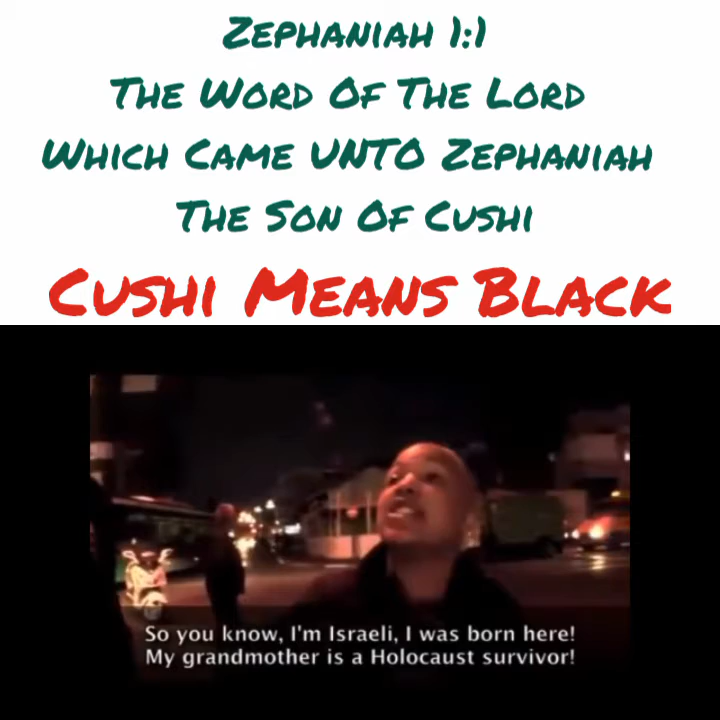 Zephaniah 1:1
The Word Of The Lord
Which Came UNTO Zephaniah
The Son Of Cushi
Cushi Means Black
So you know, I'm Israeli, I was born here!
My grandmother is a Holocaust survivor!